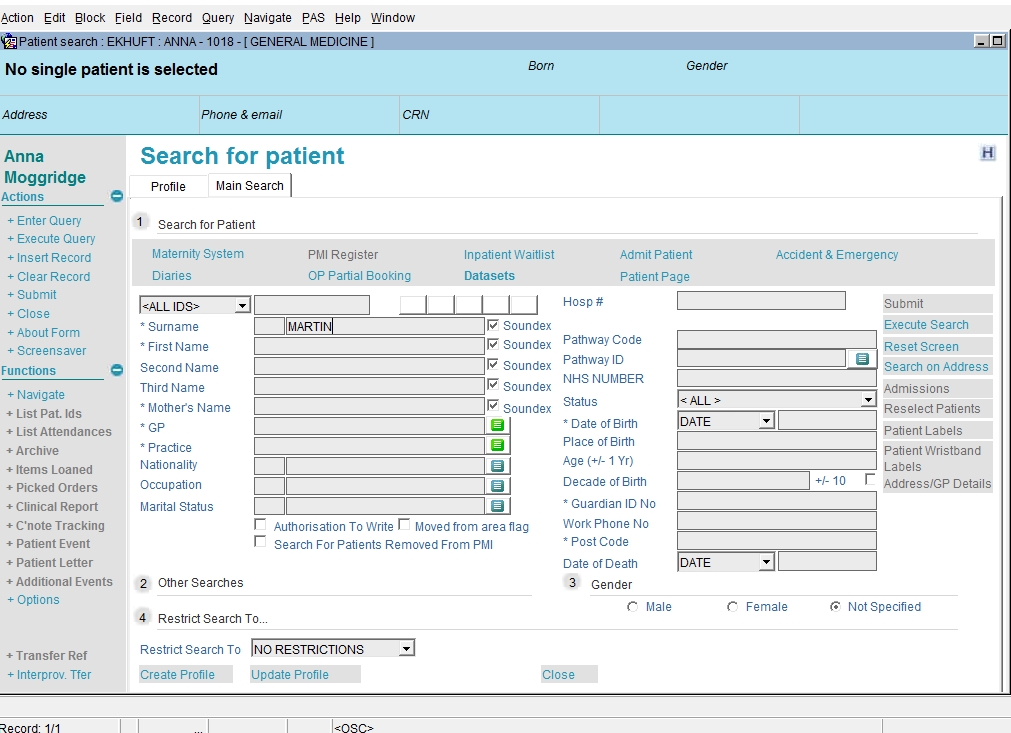 Action Edit Block Field Record Query Navigate PAS Help Window
Patient search : EKHUFT : ANNA - 1018 - [ GENERAL MEDICINE ]
No single patient is selected Born Gender
Address Phone & email CRN
Anna
Moggridge
Actions
+ Enter Query
+ Execute Query
+ Insert Record
+ Clear Record
+ Submit
+ Close
+ About Form
+ Screensaver
Functions
+ Navigate
+ List Pat. Ids
+ List Attendances
+ Archive
+ Items Loaned
+ Picked Orders
+ Clinical Report
+ C'note Tracking
+ Patient Event
+ Patient Letter
+ Additional Events
+ Options
+ Transfer Ref
+ Interprov. Tfer
Search for patient H
Profile Main Search
1 Search for Patient
Maternity System PMI Register Inpatient Waitlist Admit Patient Accident & Emergency
Diaries OP Partial Booking Datasets Patient Page
<ALL IDS>
* Surname MARTIN Soundex
* First Name Soundex
Second Name Soundex
Third Name Soundex
* Mother's Name Soundex
* GP
* Practice
Nationality
Occupation
Marital Status
Authorisation To Write Moved from area flag
Search For Patients Removed From PMI
Hosp #
Pathway Code
Pathway ID
NHS NUMBER
Status < ALL >
* Date of Birth DATE
Place of Birth
Age (+/- 1 Yr)
Decade of Birth +/- 10
* Guardian ID No
Work Phone No
* Post Code
Date of Death DATE
Submit
Execute Search
Reset Screen
Search on Address
Admissions
Reselect Patients
Patient Labels
Patient Wristband
Labels
Address/GP Details
2 Other Searches
3 Gender
Male Female Not Specified
4 Restrict Search To...
Restrict Search To NO RESTRICTIONS
Create Profile Update Profile Close
Record: 1/1 ... <OSC>